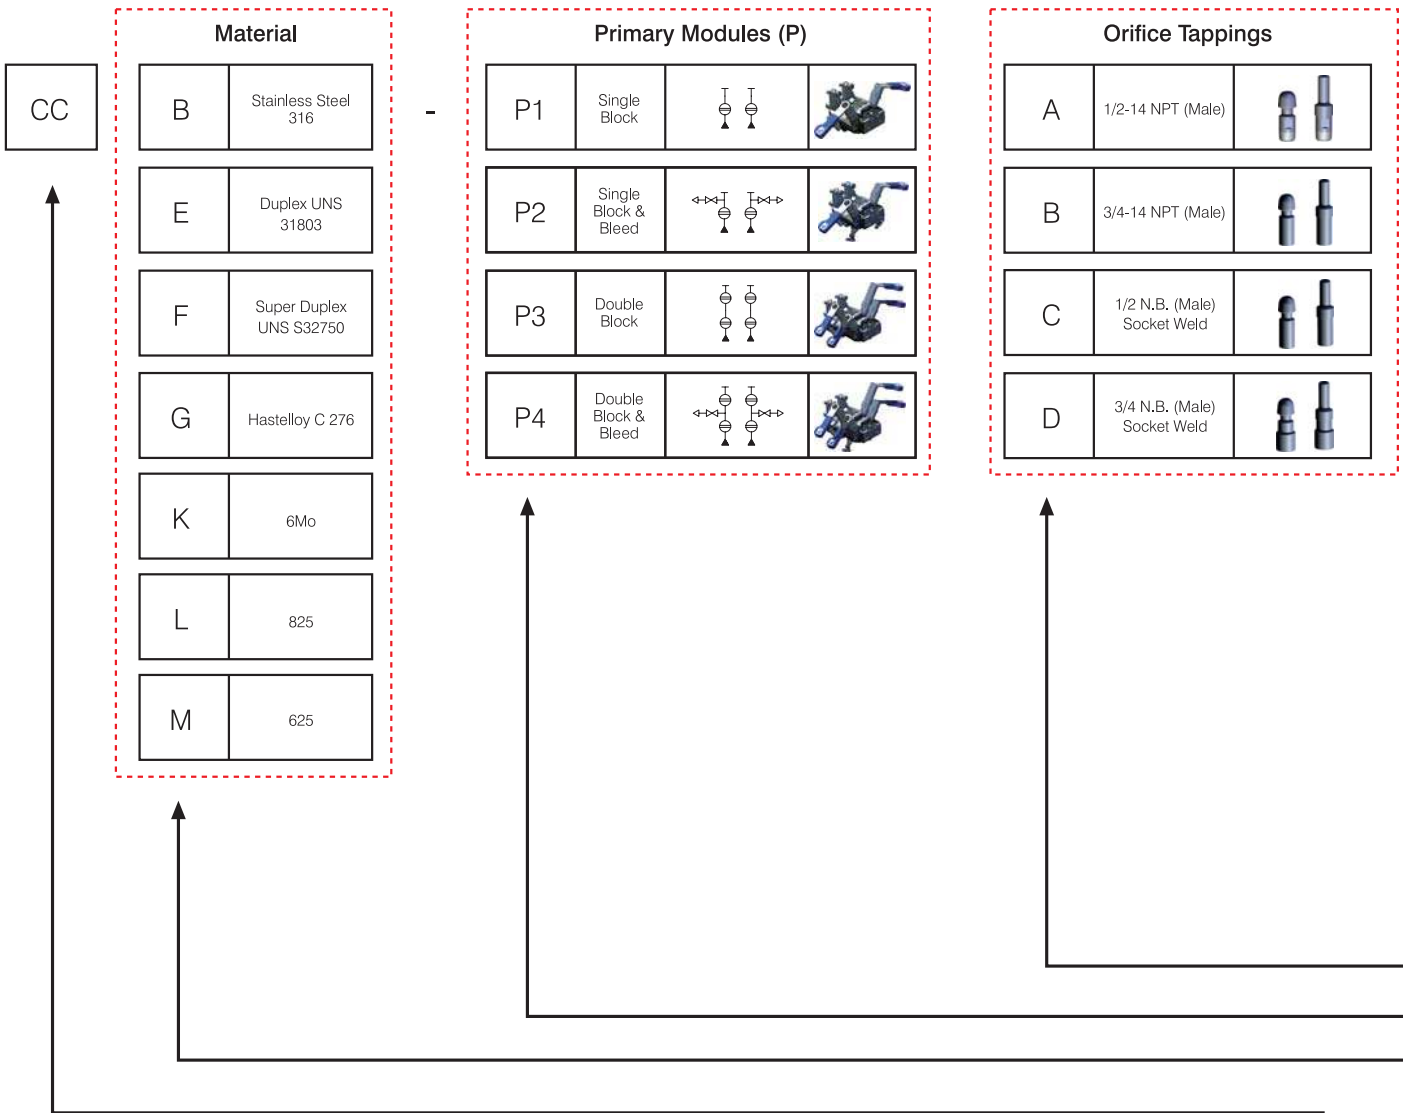 Material
Primary Modules (P)
Orifice Tappings
CC
B
Stainless Steel
316
-
P1
Single
Block
A
1/2-14 NPT (Male)
E
Duplex UNS
31803
P2
Single
Block &
Bleed
B
3/4-14 NPT (Male)
F
Super Duplex
UNS S32750
P3
Double
Block
C
1/2 N.B. (Male)
Socket Weld
G
Hastelloy C 276
P4
Double
Block &
Bleed
D
3/4 N.B. (Male)
Socket Weld
K
6Mo
L
825
M
625